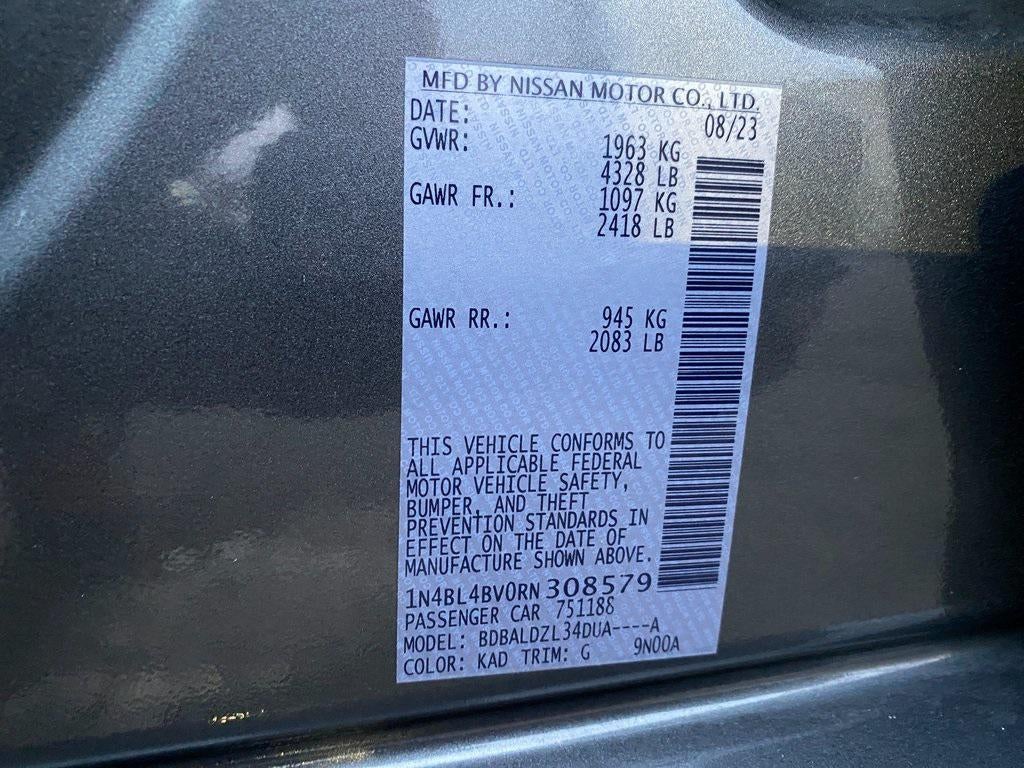 MFD BY NISSAN MOTOR CO., LTD.
DATE: 08/23
GVWR: 1963 KG
4328 LB
GAWR FR.: 1097 KG
2418 LB
GAWR RR.: 945 KG
2083 LB
THIS VEHICLE CONFORMS TO
ALL APPLICABLE FEDERAL
MOTOR VEHICLE SAFETY,
BUMPER, AND THEFT
PREVENTION STANDARDS IN
EFFECT ON THE DATE OF
MANUFACTURE SHOWN ABOVE.
1N4BL4BV0RN308579
PASSENGER CAR 751188
MODEL: BDBALDZL34DUA----A
COLOR: KAD TRIM: G 9N00A